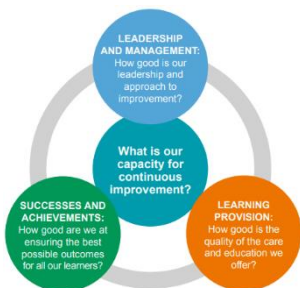 LEADERSHIP
AND MANAGEMENT:
How good is our
leadership and
approach to
improvement?
What is our
capacity for
continuous
improvement?
SUCCESSES AND
ACHIEVEMENTS:
How good are we at
ensuring the best
possible outcomes
for all our learners?
LEARNING
PROVISION:
How good is the
quality of the care
and education we
offer?